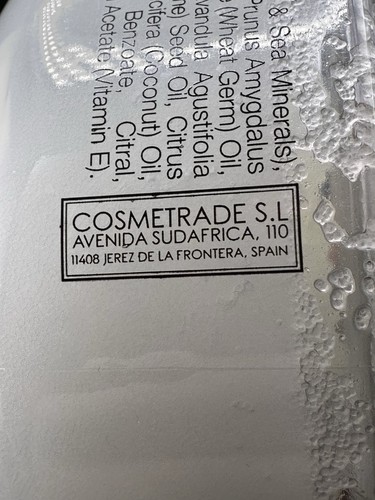 & Sea Minerals),
Prunus Amygdalus
(Wheat Germ) Oil,
vandula Agustifolia
Seed Oil, Citrus
cifera (Coconut) Oil,
Benzoate, Citral,
Acetate (Vitamin E).
COSMETRADE S.L
AVENIDA SUDAFRICA, 110
11408 JEREZ DE LA FRONTERA, SPAIN